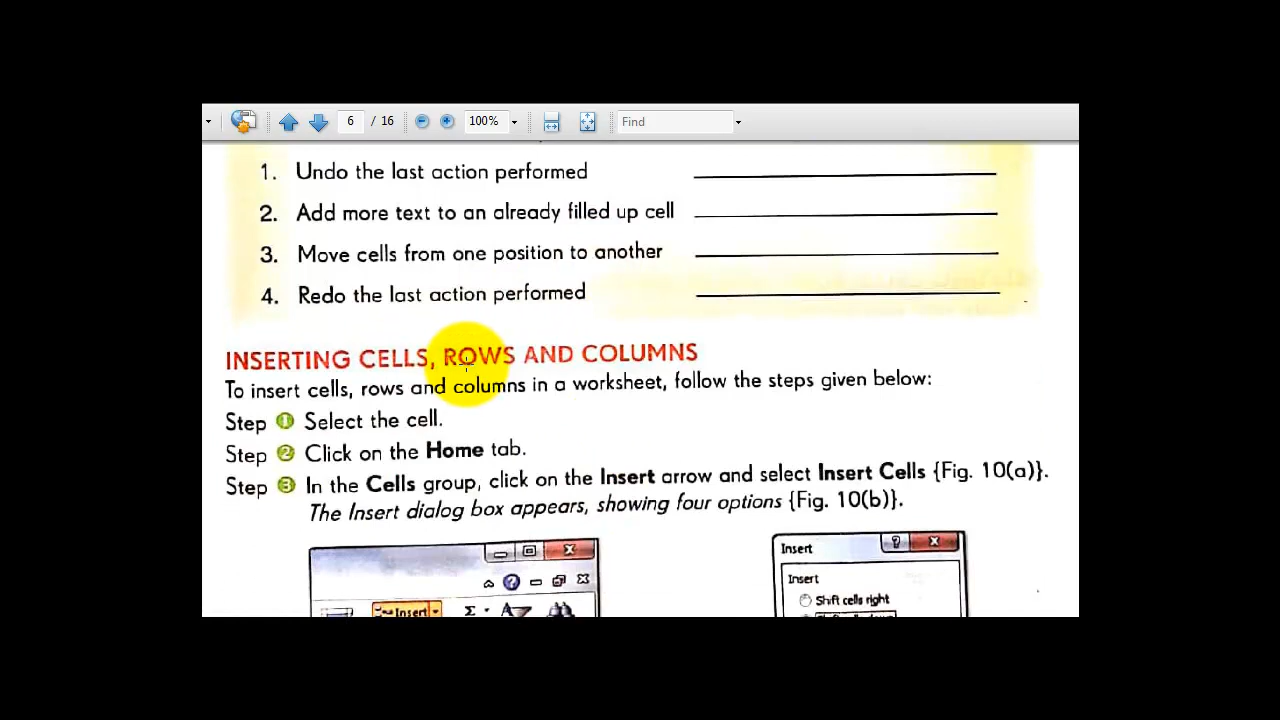 6 / 16 100% Find
1. Undo the last action performed
2. Add more text to an already filled up cell
3. Move cells from one position to another
4. Redo the last action performed
INSERTING CELLS, ROWS AND COLUMNS
To insert cells, rows and columns in a worksheet, follow the steps given below:
Step 1 Select the cell.
Step 2 Click on the Home tab.
Step 3 In the Cells group, click on the Insert arrow and select Insert Cells {Fig. 10(a)}.
The Insert dialog box appears, showing four options {Fig. 10(b)}.
Insert
Insert
Shift cells right
Insert Σ